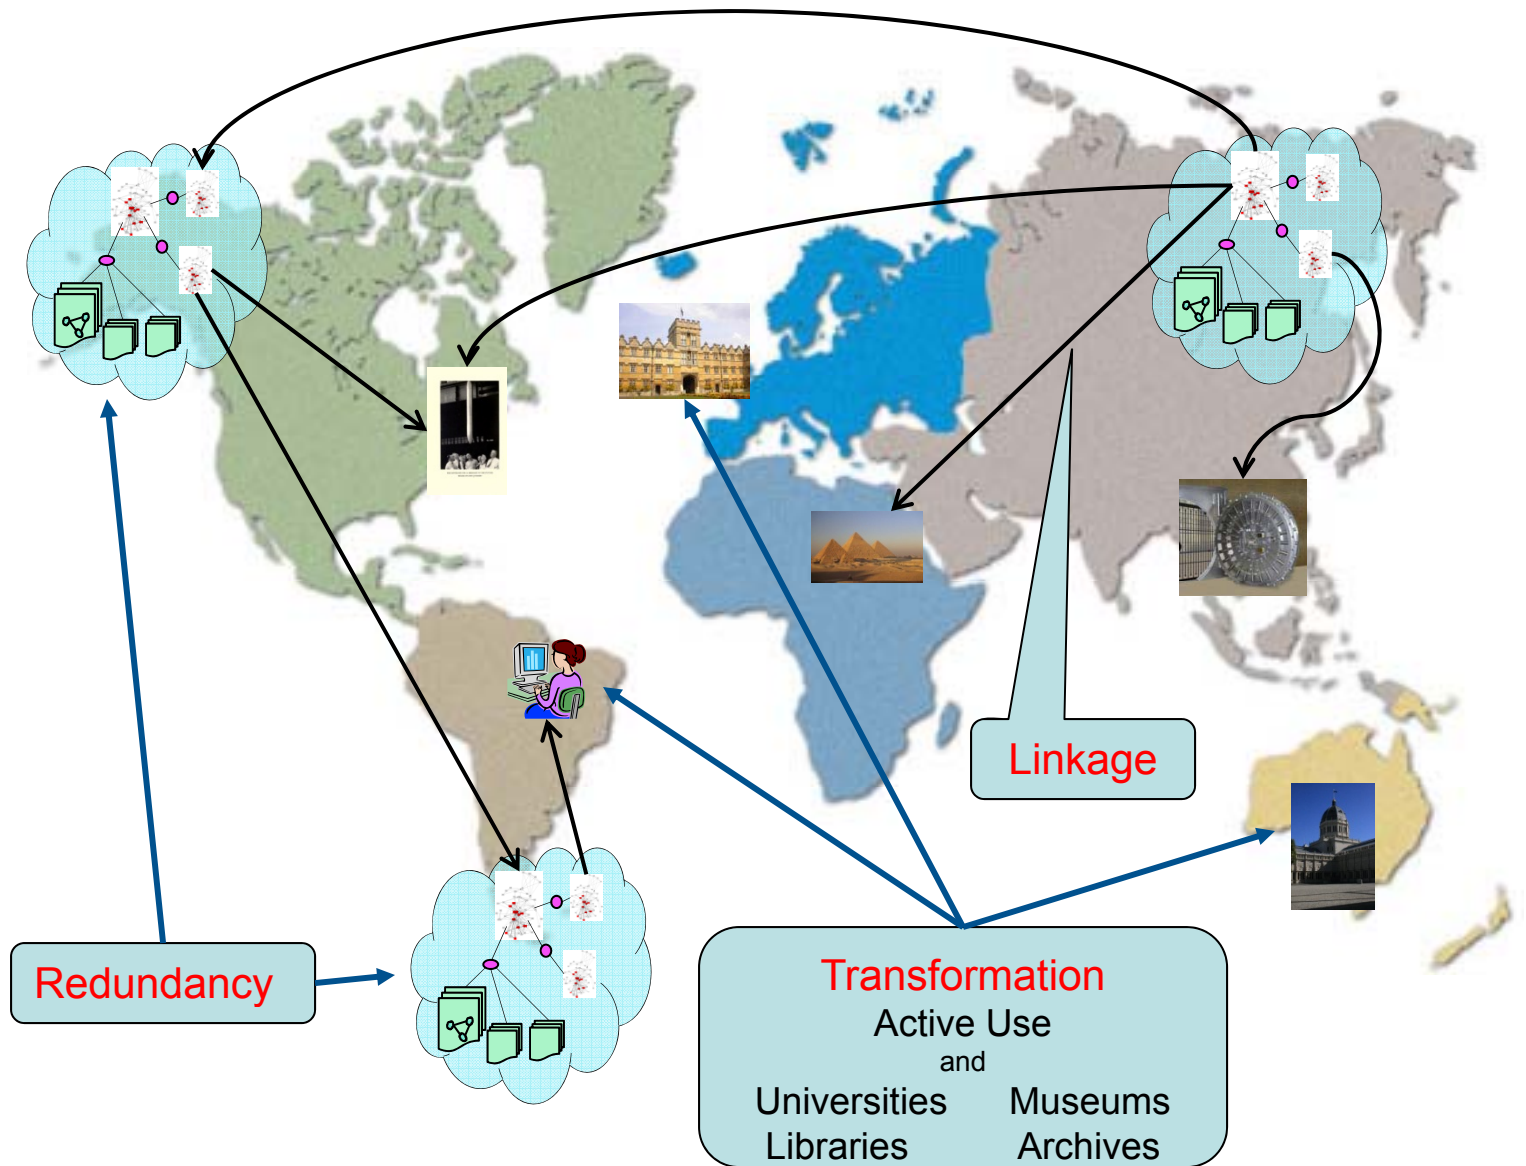 Linkage
Redundancy
Transformation
Active Use
and
Universities Museums
Libraries Archives